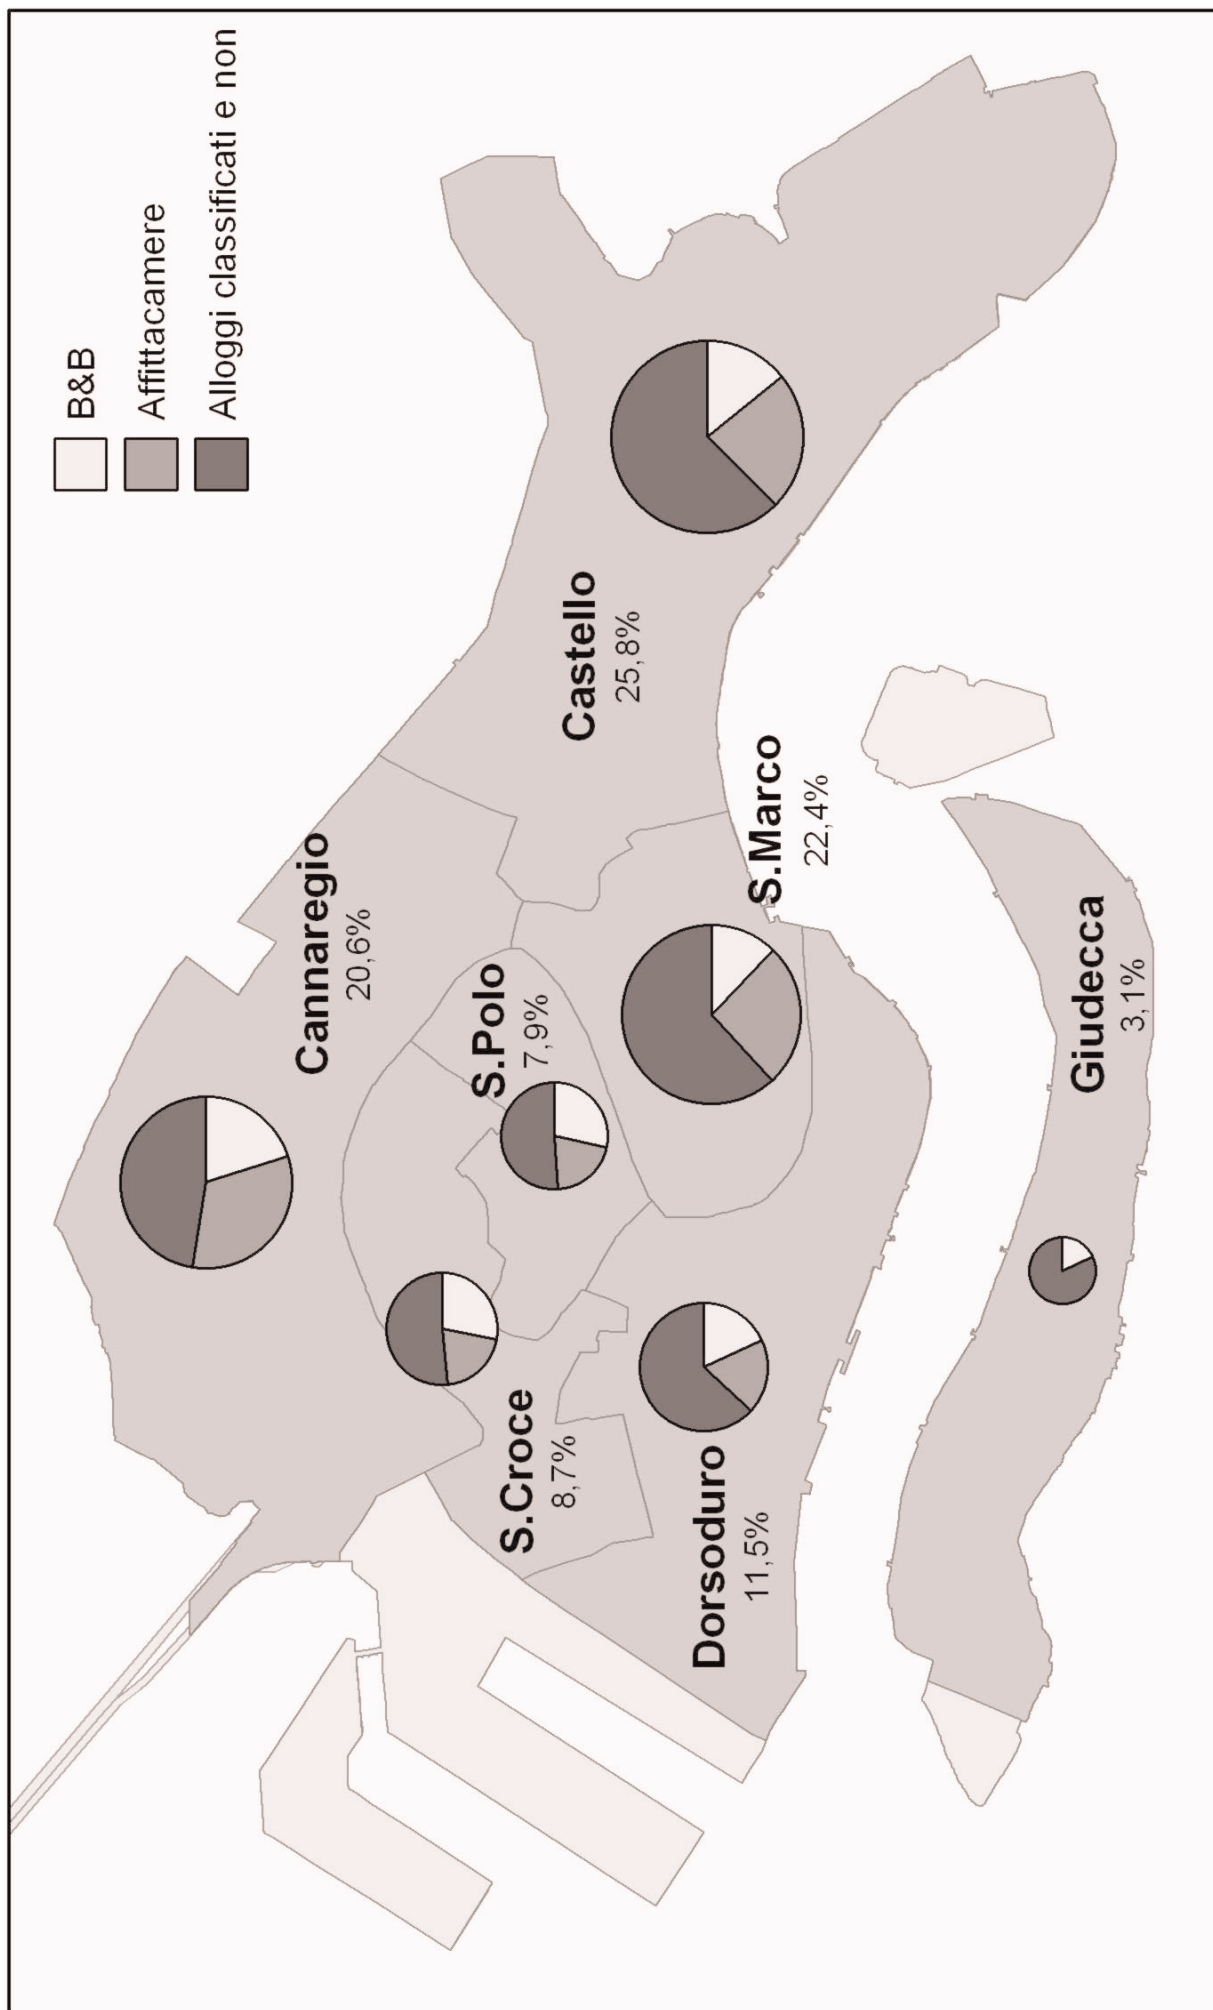 B&B
Affittacamere
Alloggi classificati e non
Cannaregio
20,6%
Castello
25,8%
S.Polo
7,9%
S.Marco
22,4%
S.Croce
8,7%
Dorsoduro
11,5%
Giudecca
3,1%